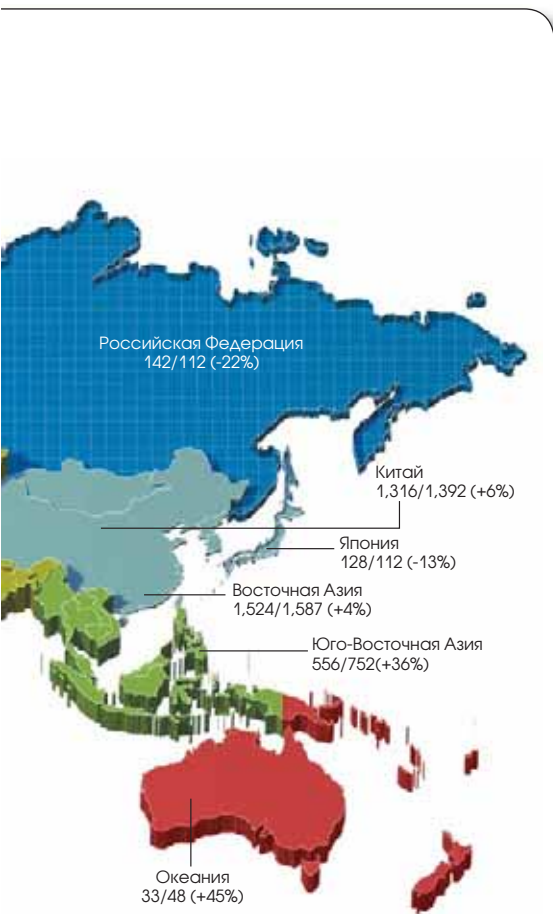 Российская Федерация
142/112 (-22%)
Китай
1,316/1,392 (+6%)
Япония
128/112 (-13%)
Восточная Азия
1,524/1,587 (+4%)
Юго-Восточная Азия
556/752(+36%)
Океания
33/48 (+45%)